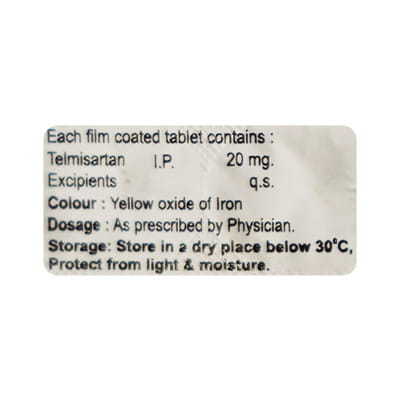 Each film coated tablet contains :
Telmisartan I.P. 20 mg.
Excipients q.s.
Colour : Yellow oxide of Iron
Dosage : As prescribed by Physician.
Storage: Store in a dry place below 30°C,
Protect from light & moisture.